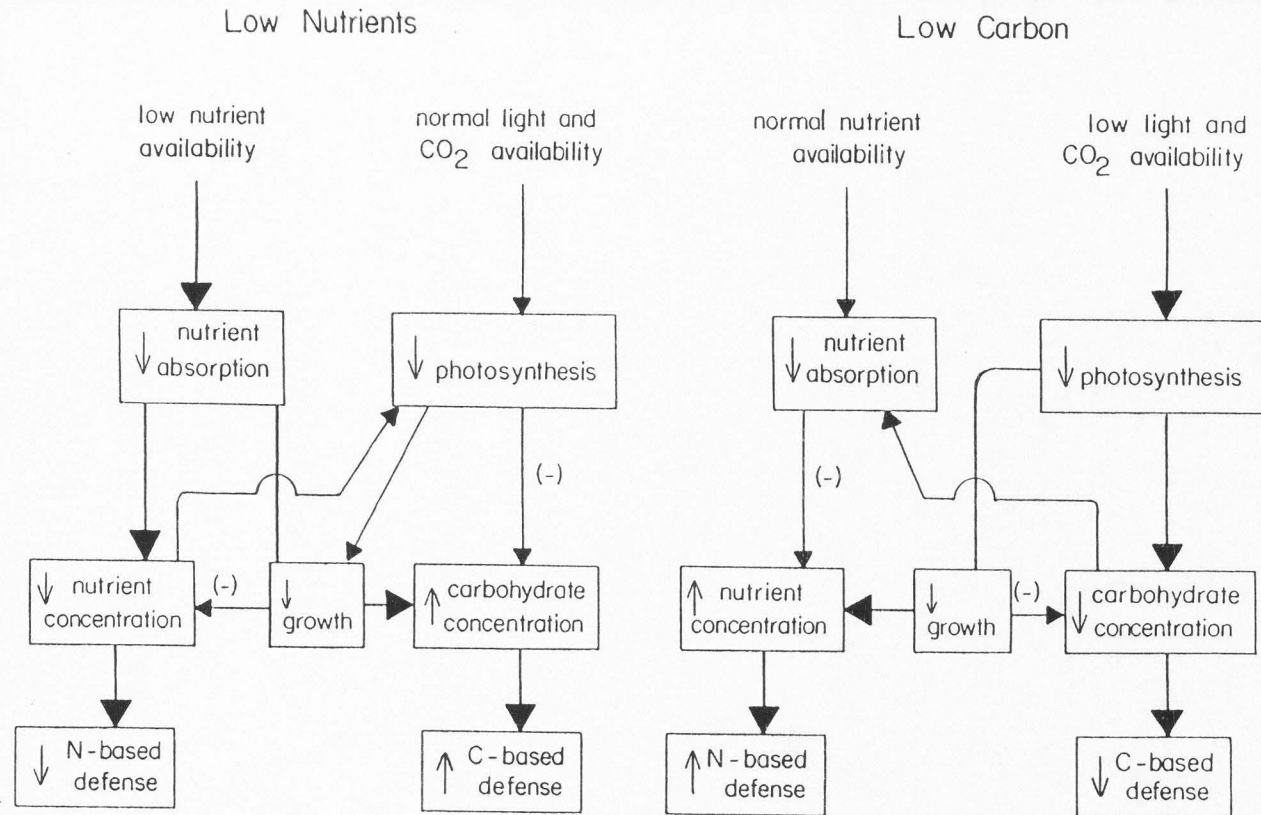 Low Nutrients
low nutrient
availability
normal light and
CO2 availability
↓ nutrient
absorption
↓ photosynthesis
(-)
↓ nutrient
concentration
(-)
↓
growth
↑ carbohydrate
concentration
↓ N-based
defense
↑ C-based
defense
Low Carbon
normal nutrient
availability
low light and
CO2 availability
↓ nutrient
absorption
↓ photosynthesis
(-)
↑ nutrient
concentration
↓
growth
(-)
↓ carbohydrate
concentration
↑ N-based
defense
↓ C-based
defense